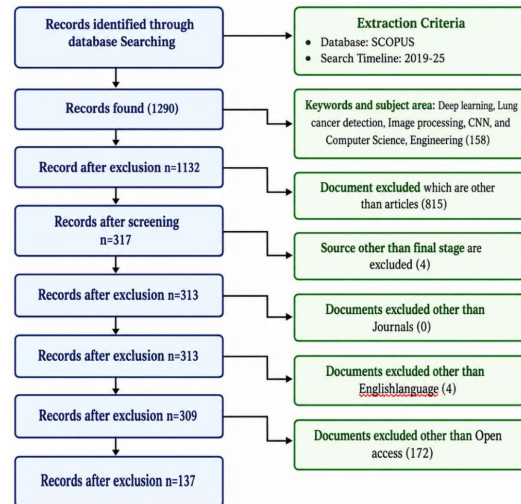 Records identified through
database Searching
Extraction Criteria
• Database: SCOPUS
• Search Timeline: 2019-25
Records found (1290)
Keywords and subject area: Deep learning, Lung
cancer detection, Image processing, CNN, and
Computer Science, Engineering (158)
Record after exclusion n=1132
Document excluded which are other
than articles (815)
Records after screening
n=317
Source other than final stage are
excluded (4)
Records after exclusion n=313
Documents excluded other than
Journals (0)
Records after exclusion n=313
Documents excluded other than
Englishlanguage (4)
Records after exclusion n=309
Documents excluded other than Open
access (172)
Records after exclusion n=137